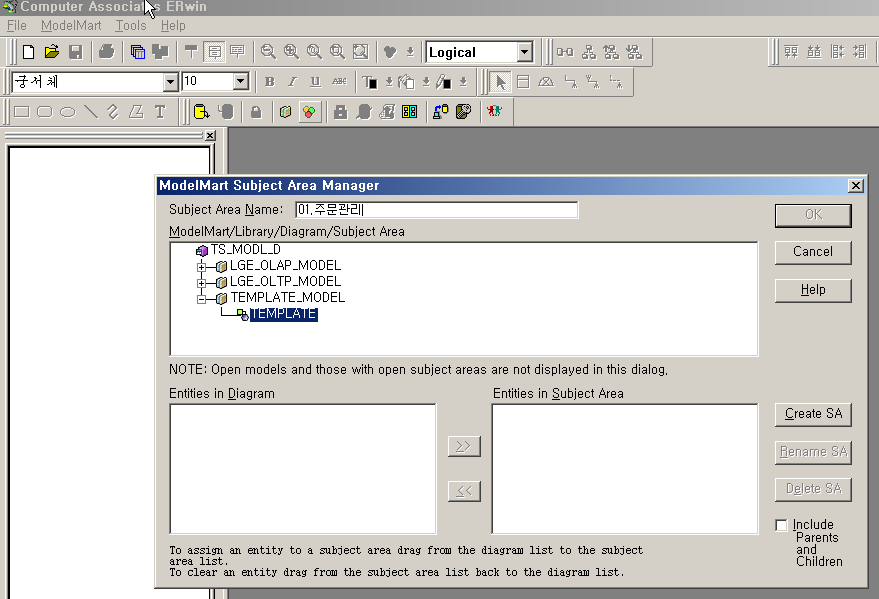 Computer Associates ERwin
File ModelMart Tools Help
Logical
궁서체 10 B I U ABC
T
ModelMart Subject Area Manager
Subject Area Name: 01.주문관리
OK
ModelMart/Library/Diagram/Subject Area
TS_MODL_D
LGE_OLAP_MODEL
LGE_OLTP_MODEL
TEMPLATE_MODEL
TEMPLATE
Cancel
Help
NOTE: Open models and those with open subject areas are not displayed in this dialog.
Entities in Diagram Entities in Subject Area
Create SA
>>
Rename SA
<<
Delete SA
Include
Parents
and
Children
To assign an entity to a subject area drag from the diagram list to the subject
area list.
To clear an entity drag from the subject area list back to the diagram list.